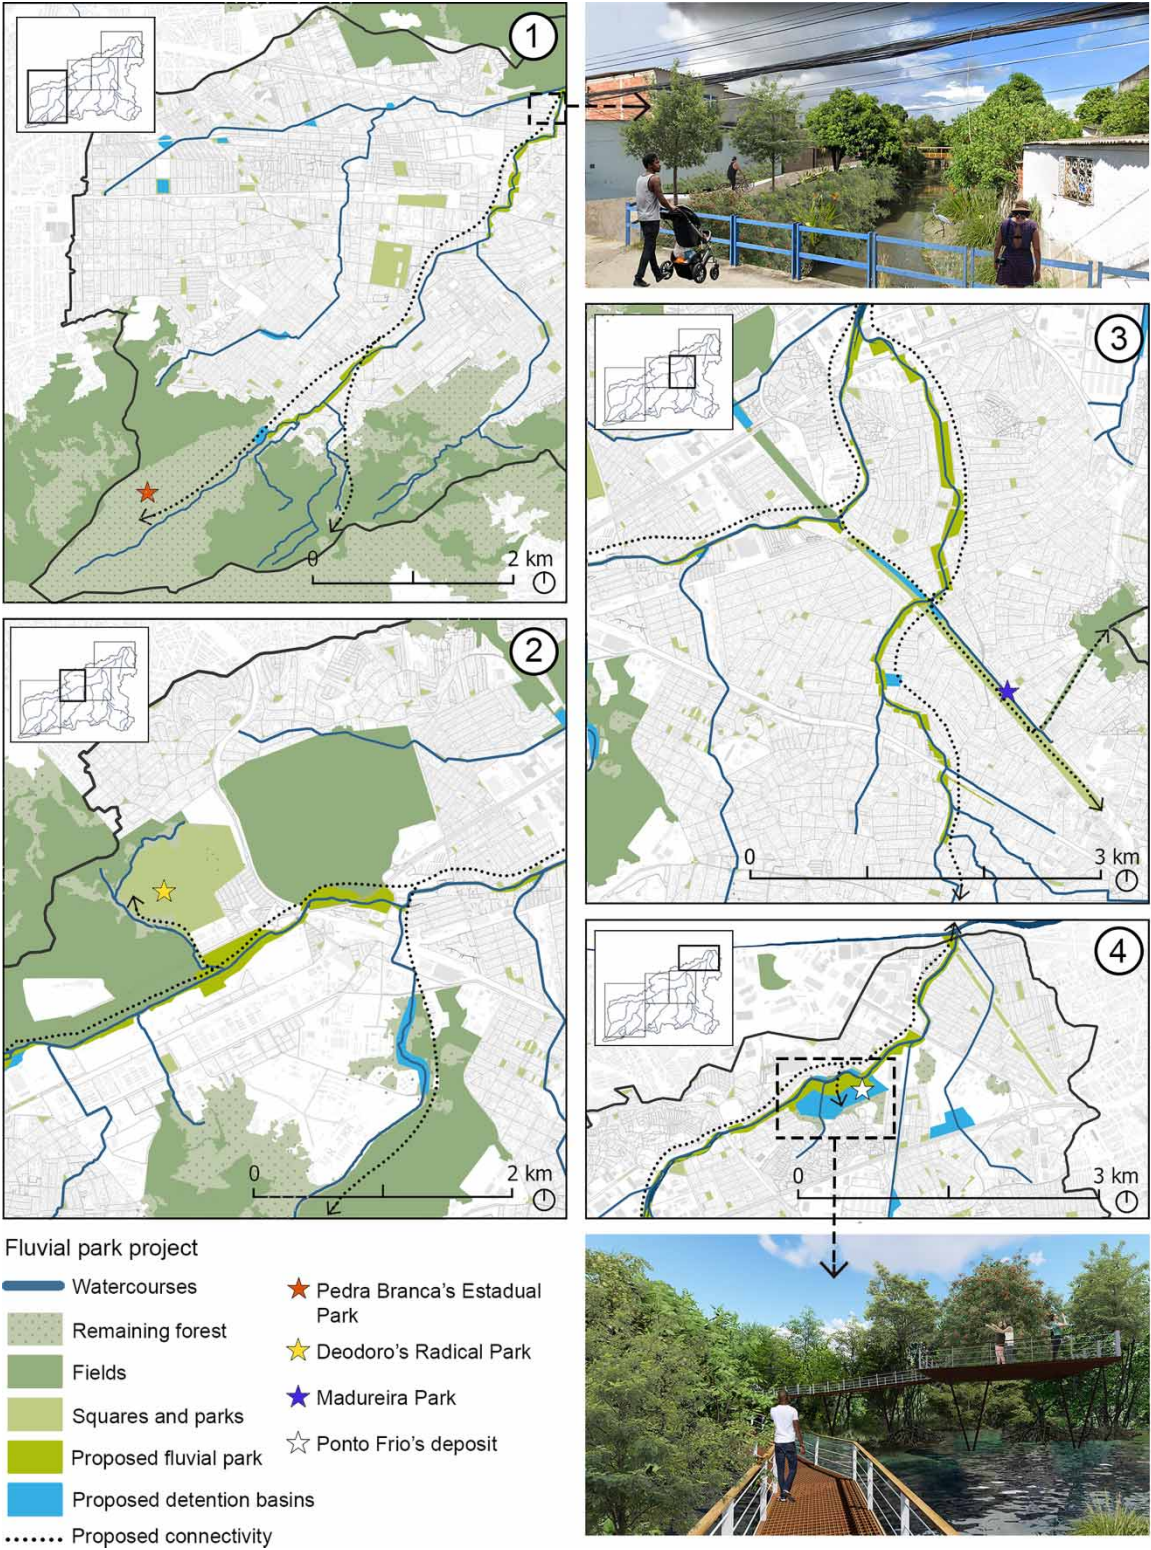 1
0
2 km
2
0
2 km
3
0
3 km
4
0
3 km
Fluvial park project
Watercourses
Remaining forest
Fields
Squares and parks
Proposed fluvial park
Proposed detention basins
Proposed connectivity
Pedra Branca's Estadual
Park
Deodoro's Radical Park
Madureira Park
Ponto Frio's deposit